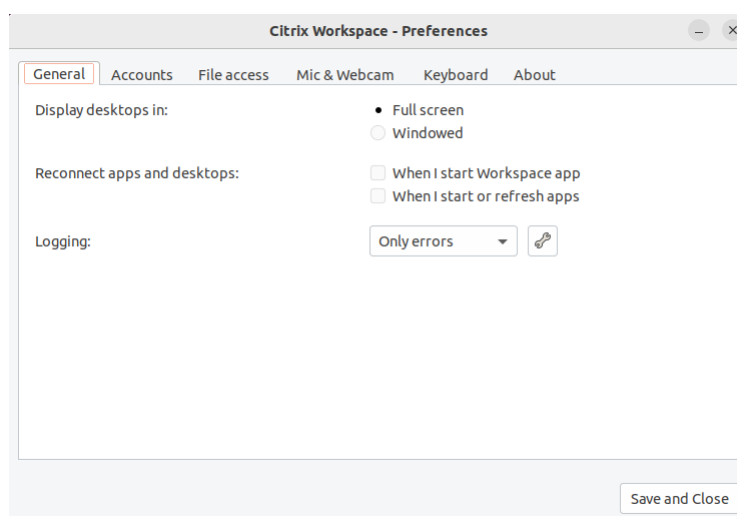 Citrix Workspace - Preferences
General Accounts File access Mic & Webcam Keyboard About
Display desktops in: Full screen
Windowed
Reconnect apps and desktops: When I start Workspace app
When I start or refresh apps
Logging: Only errors
Save and Close